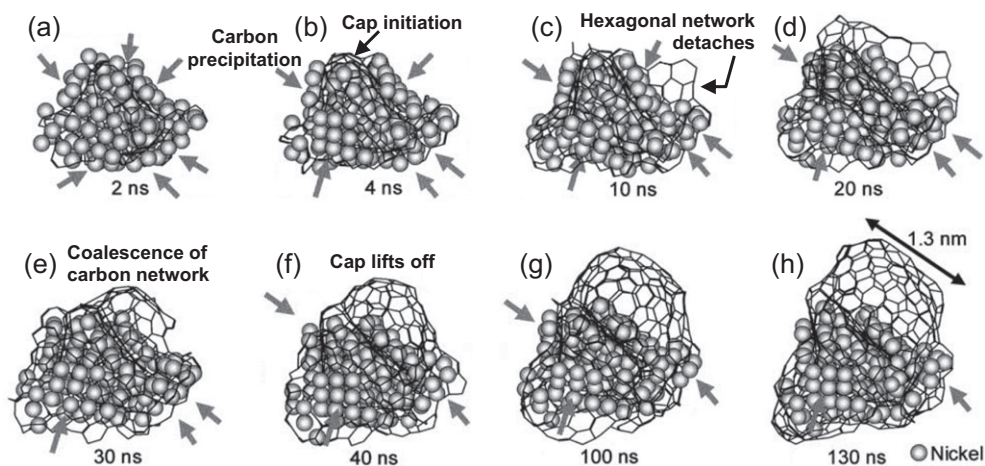 (a)
Carbon
precipitation
2 ns
(b)
Cap initiation
4 ns
(c)
Hexagonal network
detaches
10 ns
(d)
20 ns
(e)
Coalescence of
carbon network
30 ns
(f)
Cap lifts off
40 ns
(g)
100 ns
(h)
1.3 nm
130 ns
Nickel